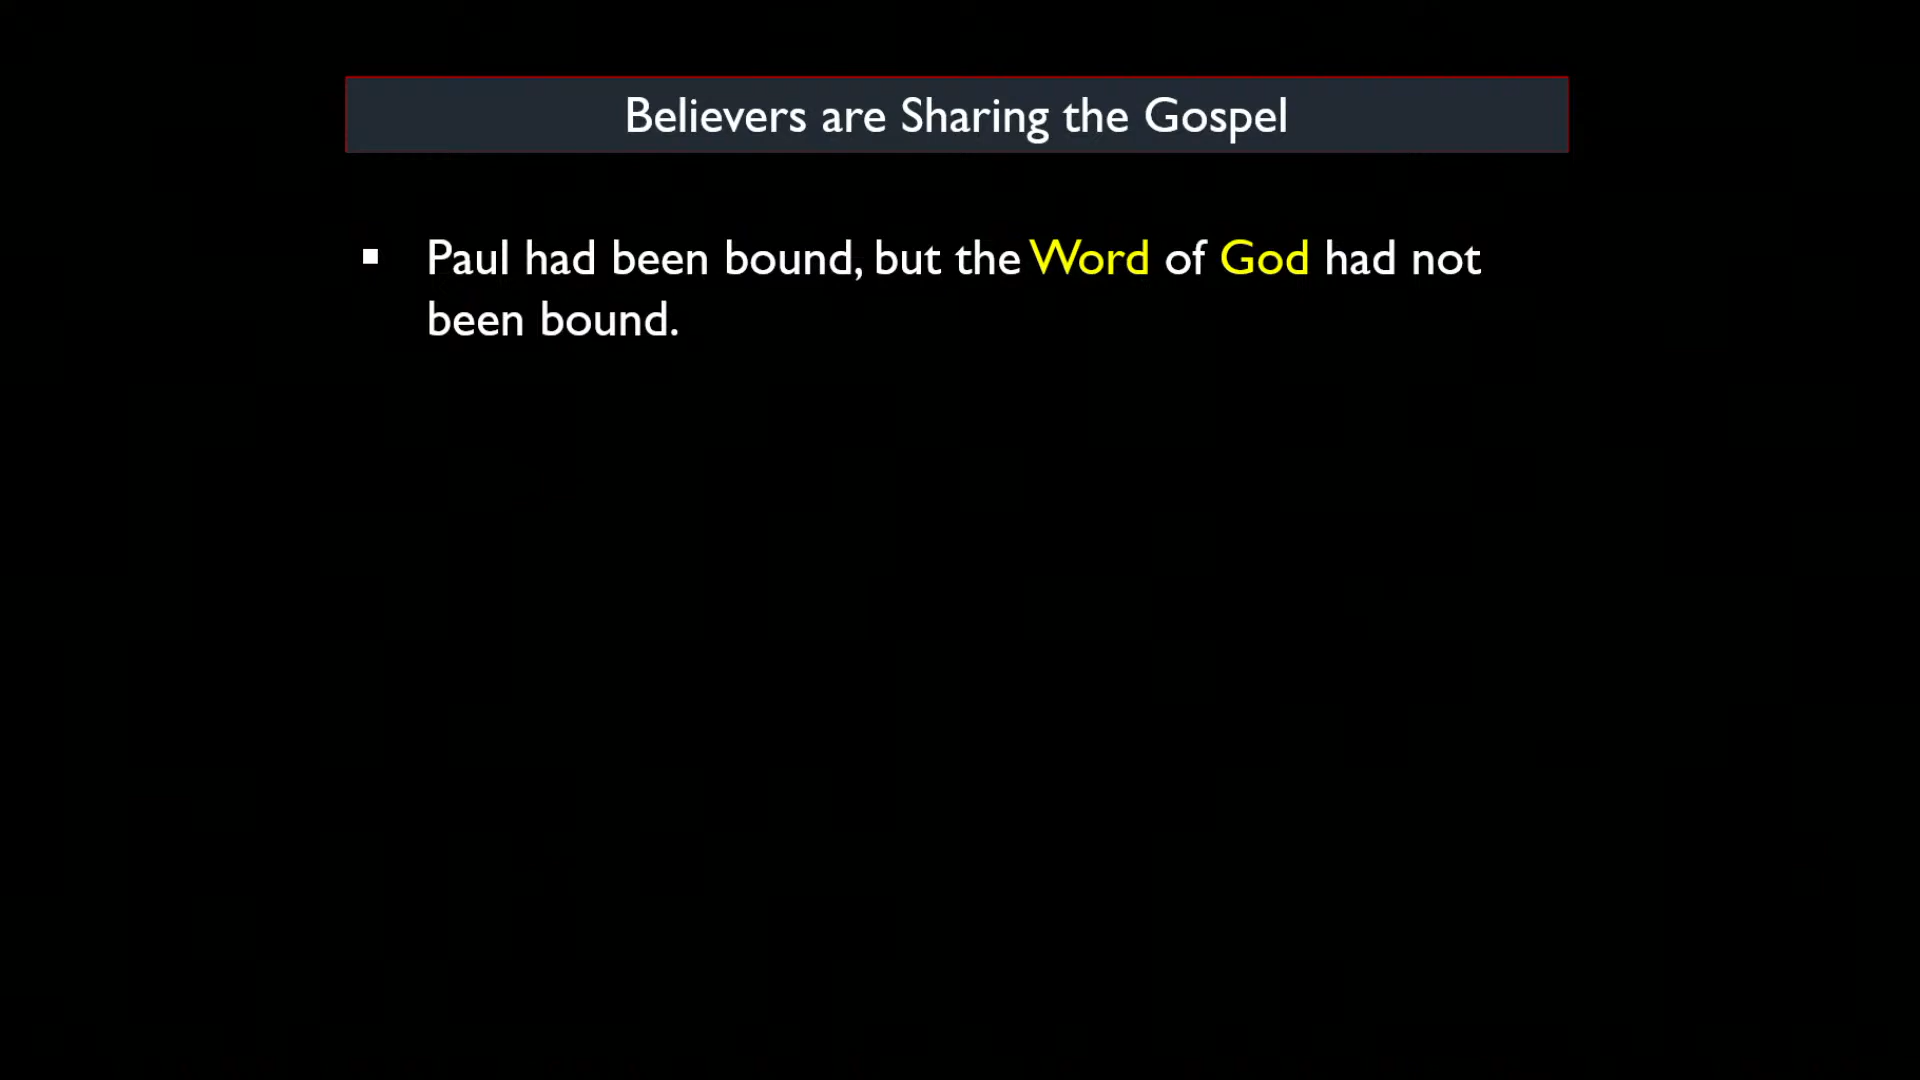 Believers are Sharing the Gospel
▪ Paul had been bound, but the Word of God had not
been bound.